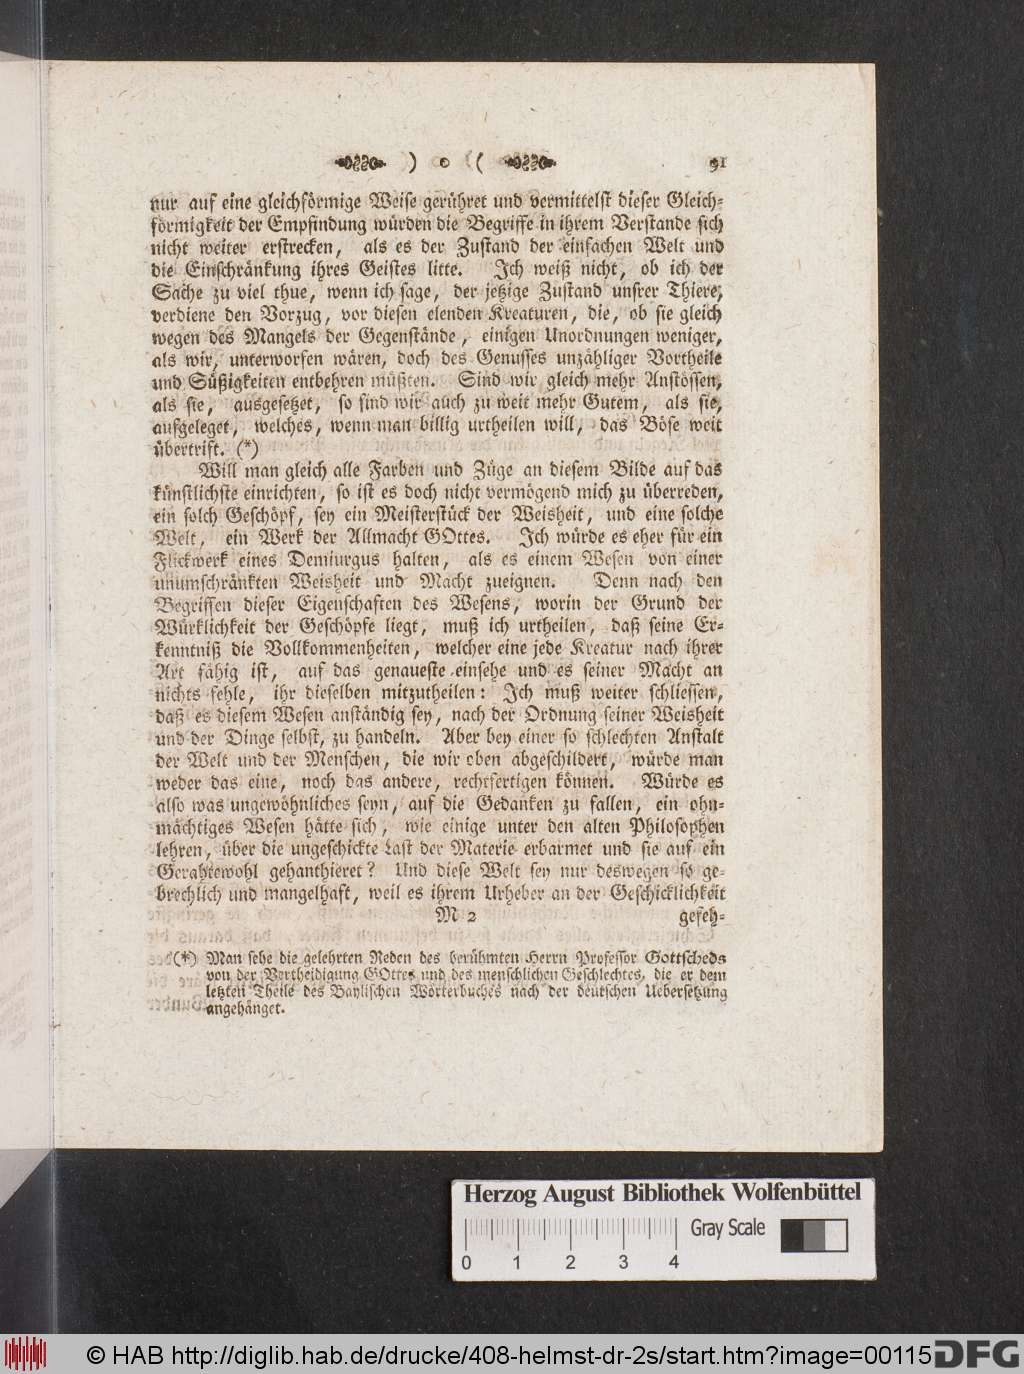 ) o ( 91
nur auf eine gleichförmige Weise gerühret und vermittelst dieser Gleich-
förmigkeit der Empfindung würden die Begriffe in ihrem Verstande sich
nicht weiter erstrecken, als es der Zustand der einfachen Welt und
die Einschränkung ihres Geistes litte. Ich weiß nicht, ob ich der
Sache zu viel thue, wenn ich sage, der jetzige Zustand unsrer Thiere,
verdiene den Vorzug, vor diesen elenden Kreaturen, die, ob sie gleich
wegen des Mangels der Gegenstände, einigen Unordnungen weniger,
als wir, unterworfen wären, doch des Genusses unzähliger Vortheile
und Süßigkeiten entbehren müßten. Sind wir gleich mehr Anstössen,
als sie, ausgesetzet, so sind wir auch zu weit mehr Gutem, als sie,
aufgeleget, welches, wenn man billig urtheilen will, das Böse weit
übertrift. (*)
Will man gleich alle Farben und Züge an diesem Bilde auf das
künstlichste einrichten, so ist es doch nicht vermögend mich zu überreden,
ein solch Geschöpf, sey ein Meisterstück der Weisheit, und eine solche
Welt, ein Werk der Allmacht GOttes. Ich würde es eher für ein
Flickwerk eines Demiurgus halten, als es einem Wesen von einer
unumschränkten Weisheit und Macht zueignen. Denn nach den
Begriffen dieser Eigenschaften des Wesens, worin der Grund der
Würklichkeit der Geschöpfe liegt, muß ich urtheilen, daß seine Er-
kenntniß die Vollkommenheiten, welcher eine jede Kreatur nach ihrer
Art fähig ist, auf das genaueste einsehe und es seiner Macht an
nichts fehle, ihr dieselben mitzutheilen: Ich muß weiter schliessen,
daß es diesem Wesen anständig sey, nach der Ordnung seiner Weisheit
und der Dinge selbst, zu handeln. Aber bey einer so schlechten Anstalt
der Welt und der Menschen, die wir oben abgeschildert, würde man
weder das eine, noch das andere, rechtfertigen können. Würde es
also was ungewöhnliches seyn, auf die Gedanken zu fallen, ein ohn-
mächtiges Wesen hätte sich, wie einige unter den alten Philosophen
lehren, über die ungeschickte Last der Materie erbarmet und sie auf ein
Gerahtewohl gehanthieret? Und diese Welt sey nur deswegen so ge-
brechlich und mangelhaft, weil es ihrem Urheber an der Geschicklichkeit
M 2 gefeh-
(*) Man sehe die gelehrten Reden des berühmten Herrn Professor Gottscheds
von der Vertheidigung GOttes und des menschlichen Geschlechtes, die er dem
letzten Theile des Baylischen Wörterbuches nach der deutschen Uebersetzung
angehänget.
Herzog August Bibliothek Wolfenbüttel
Gray Scale
0 1 2 3 4
© HAB http://diglib.hab.de/drucke/408-helmst-dr-2s/start.htm?image=00115 DFG